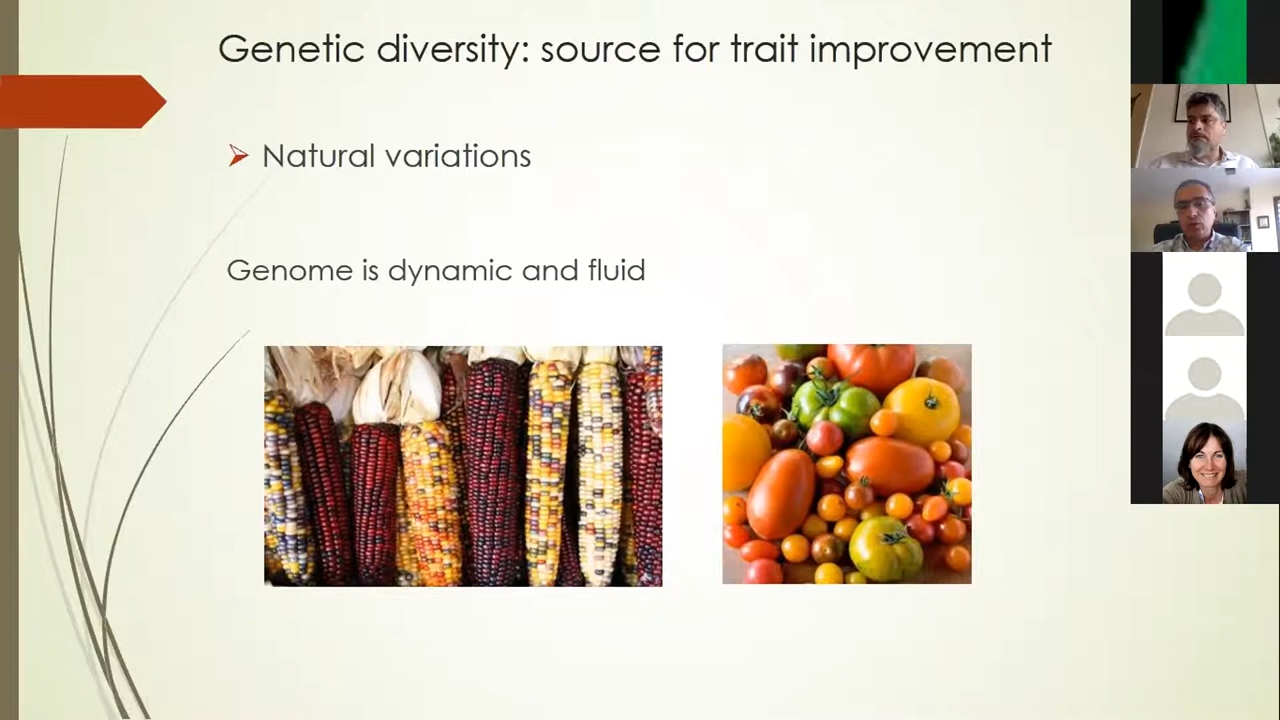 Genetic diversity: source for trait improvement
Natural variations
Genome is dynamic and fluid